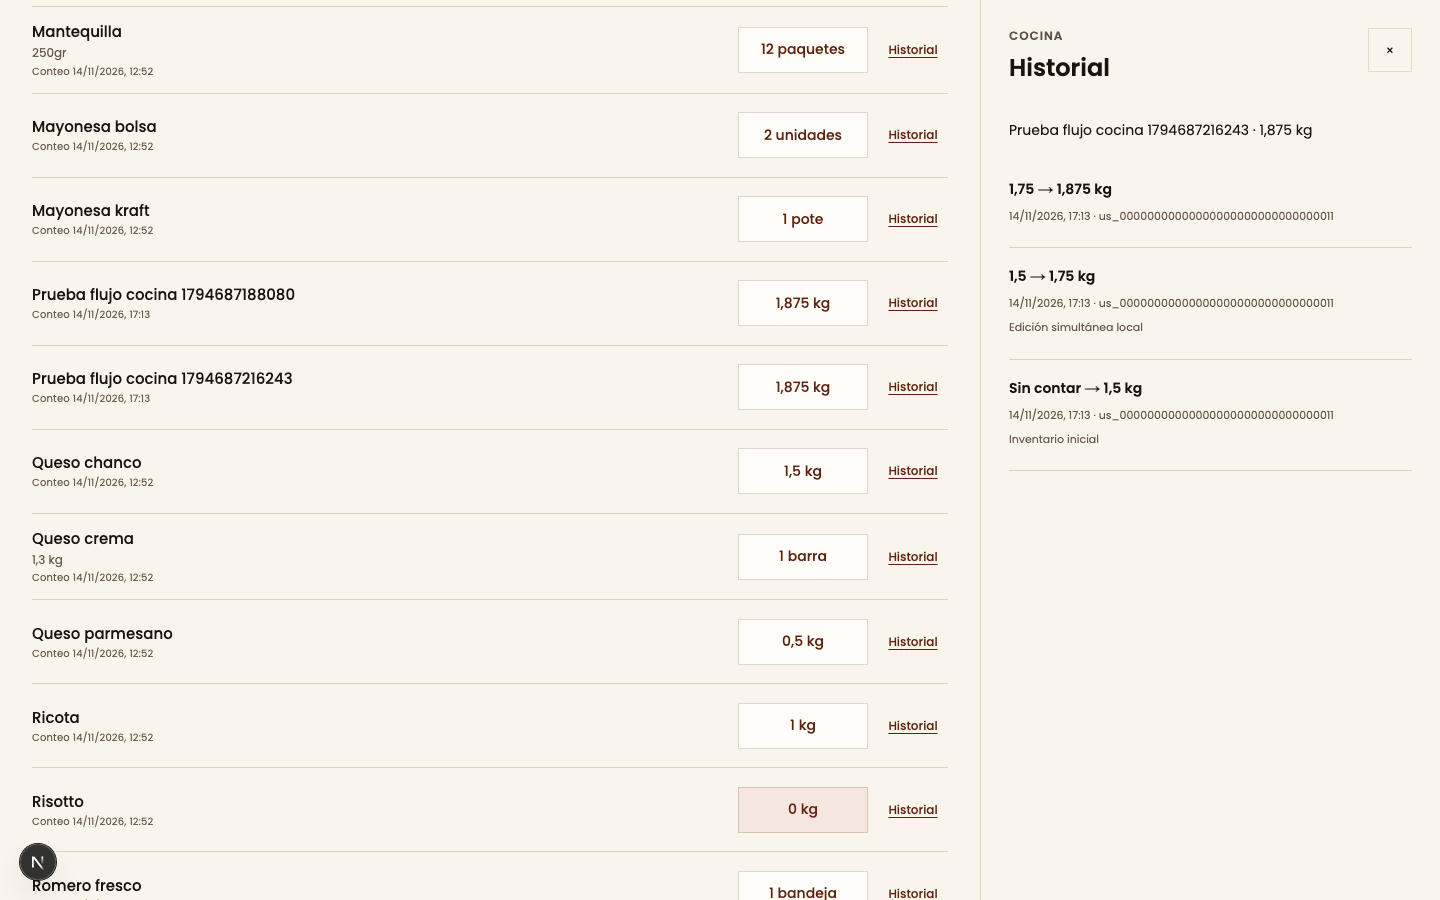 Mantequilla
250gr
Conteo 14/11/2026, 12:52
12 paquetes
Historial
Mayonesa bolsa
Conteo 14/11/2026, 12:52
2 unidades
Historial
Mayonesa kraft
Conteo 14/11/2026, 12:52
1 pote
Historial
Prueba flujo cocina 1794687188080
Conteo 14/11/2026, 17:13
1,875 kg
Historial
Prueba flujo cocina 1794687216243
Conteo 14/11/2026, 17:13
1,875 kg
Historial
Queso chanco
Conteo 14/11/2026, 12:52
1,5 kg
Historial
Queso crema
1,3 kg
Conteo 14/11/2026, 12:52
1 barra
Historial
Queso parmesano
Conteo 14/11/2026, 12:52
0,5 kg
Historial
Ricota
Conteo 14/11/2026, 12:52
1 kg
Historial
Risotto
Conteo 14/11/2026, 12:52
0 kg
Historial
N
Romero fresco
1 bandeja
Historial
COCINA
Historial
×
Prueba flujo cocina 1794687216243 · 1,875 kg
1,75 → 1,875 kg
14/11/2026, 17:13 · us_00000000000000000000000000000011
1,5 → 1,75 kg
14/11/2026, 17:13 · us_00000000000000000000000000000011
Edición simultánea local
Sin contar → 1,5 kg
14/11/2026, 17:13 · us_00000000000000000000000000000011
Inventario inicial